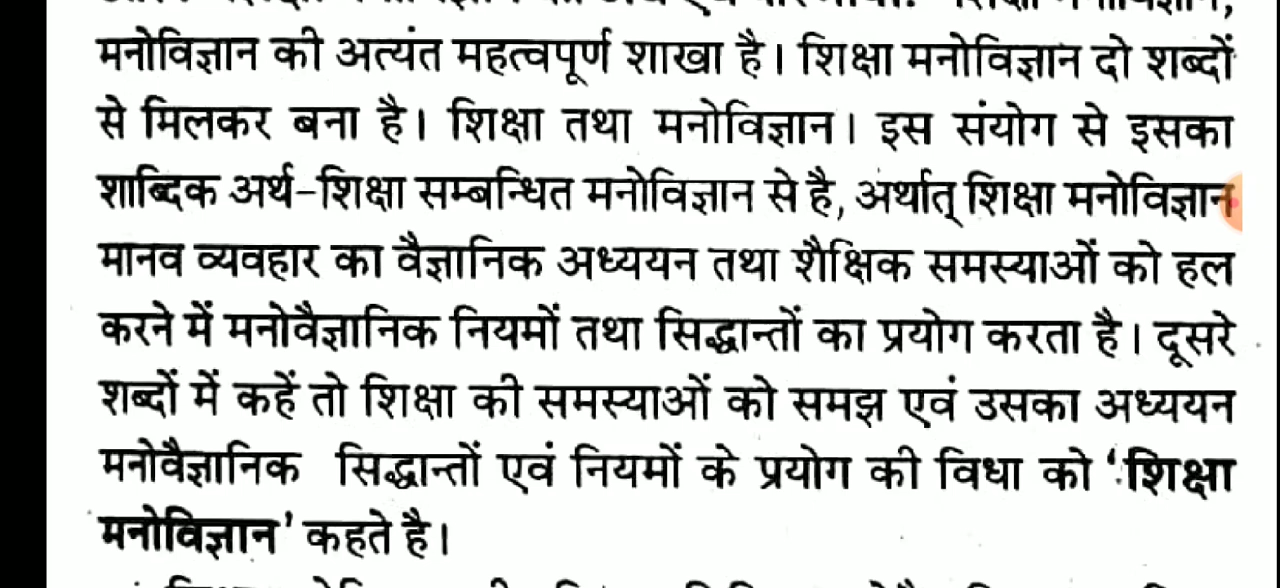 मनोविज्ञान की अत्यंत महत्वपूर्ण शाखा है। शिक्षा मनोविज्ञान दो शब्दों
से मिलकर बना है। शिक्षा तथा मनोविज्ञान। इस संयोग से इसका
शाब्दिक अर्थ-शिक्षा सम्बन्धित मनोविज्ञान से है, अर्थात् शिक्षा मनोविज्ञान
मानव व्यवहार का वैज्ञानिक अध्ययन तथा शैक्षिक समस्याओं को हल
करने में मनोवैज्ञानिक नियमों तथा सिद्धान्तों का प्रयोग करता है। दूसरे
शब्दों में कहें तो शिक्षा की समस्याओं को समझ एवं उसका अध्ययन
मनोवैज्ञानिक सिद्धान्तों एवं नियमों के प्रयोग की विधा को ‘शिक्षा
मनोविज्ञान’ कहते है।